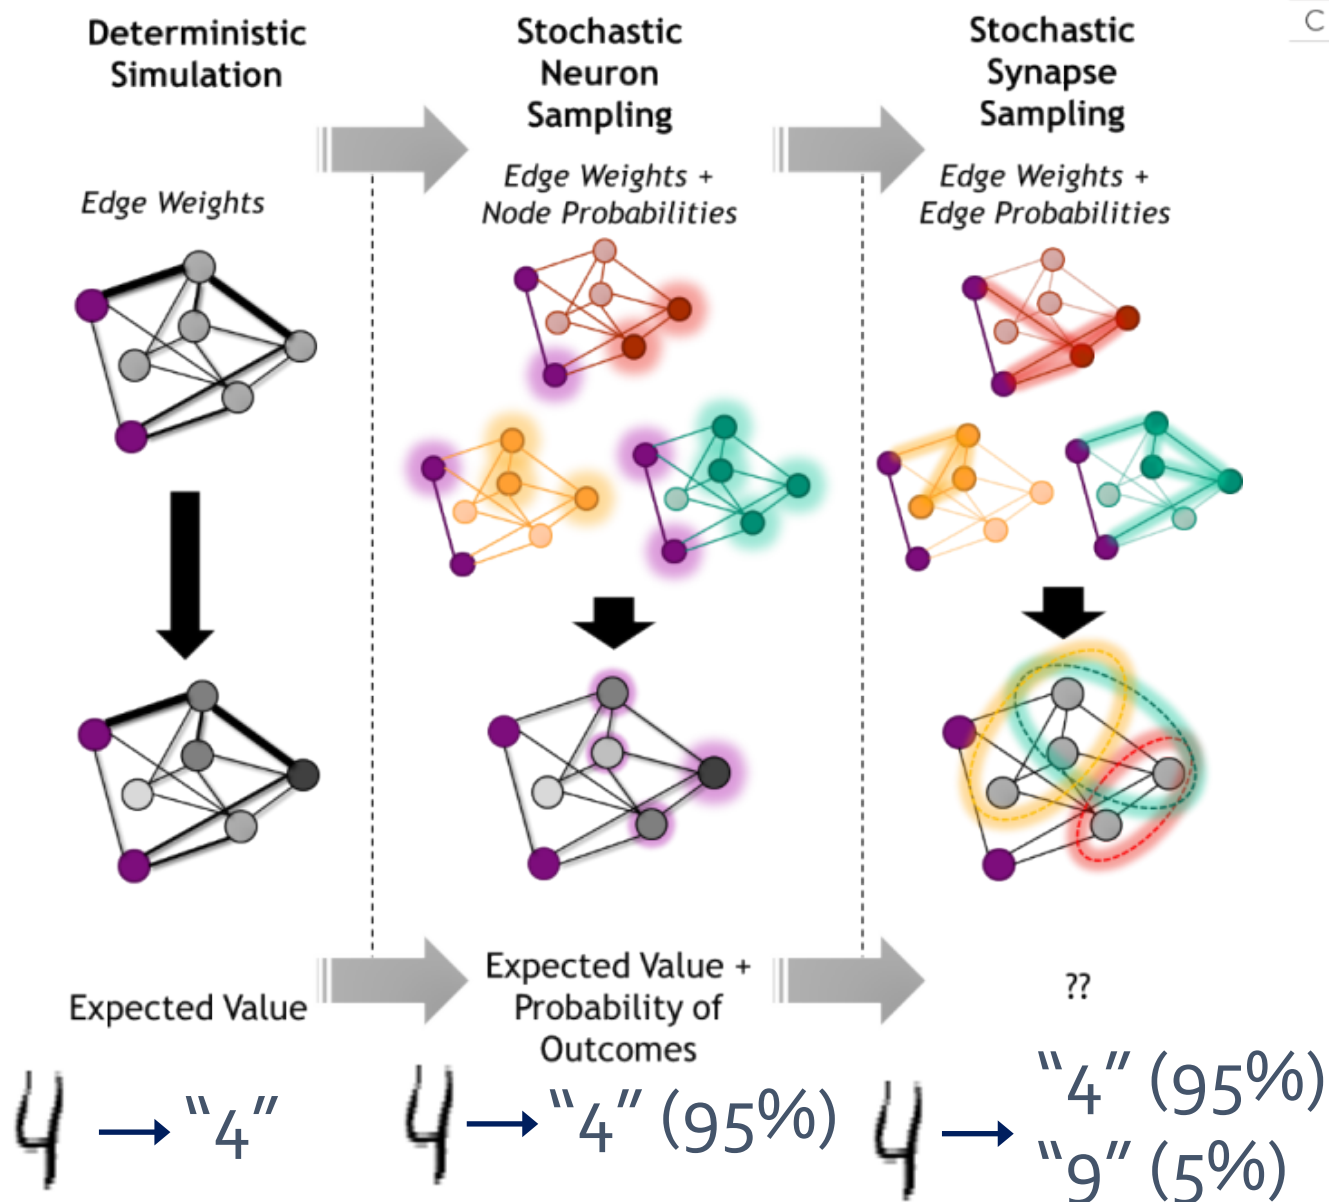 Deterministic
Simulation
Edge Weights
Stochastic
Neuron
Sampling
Edge Weights +
Node Probabilities
Stochastic
Synapse
Sampling
Edge Weights +
Edge Probabilities
C
Expected Value
Expected Value +
Probability of
Outcomes
??
4 → “4”
4 → “4” (95%)
4 → “4” (95%)
“9” (5%)